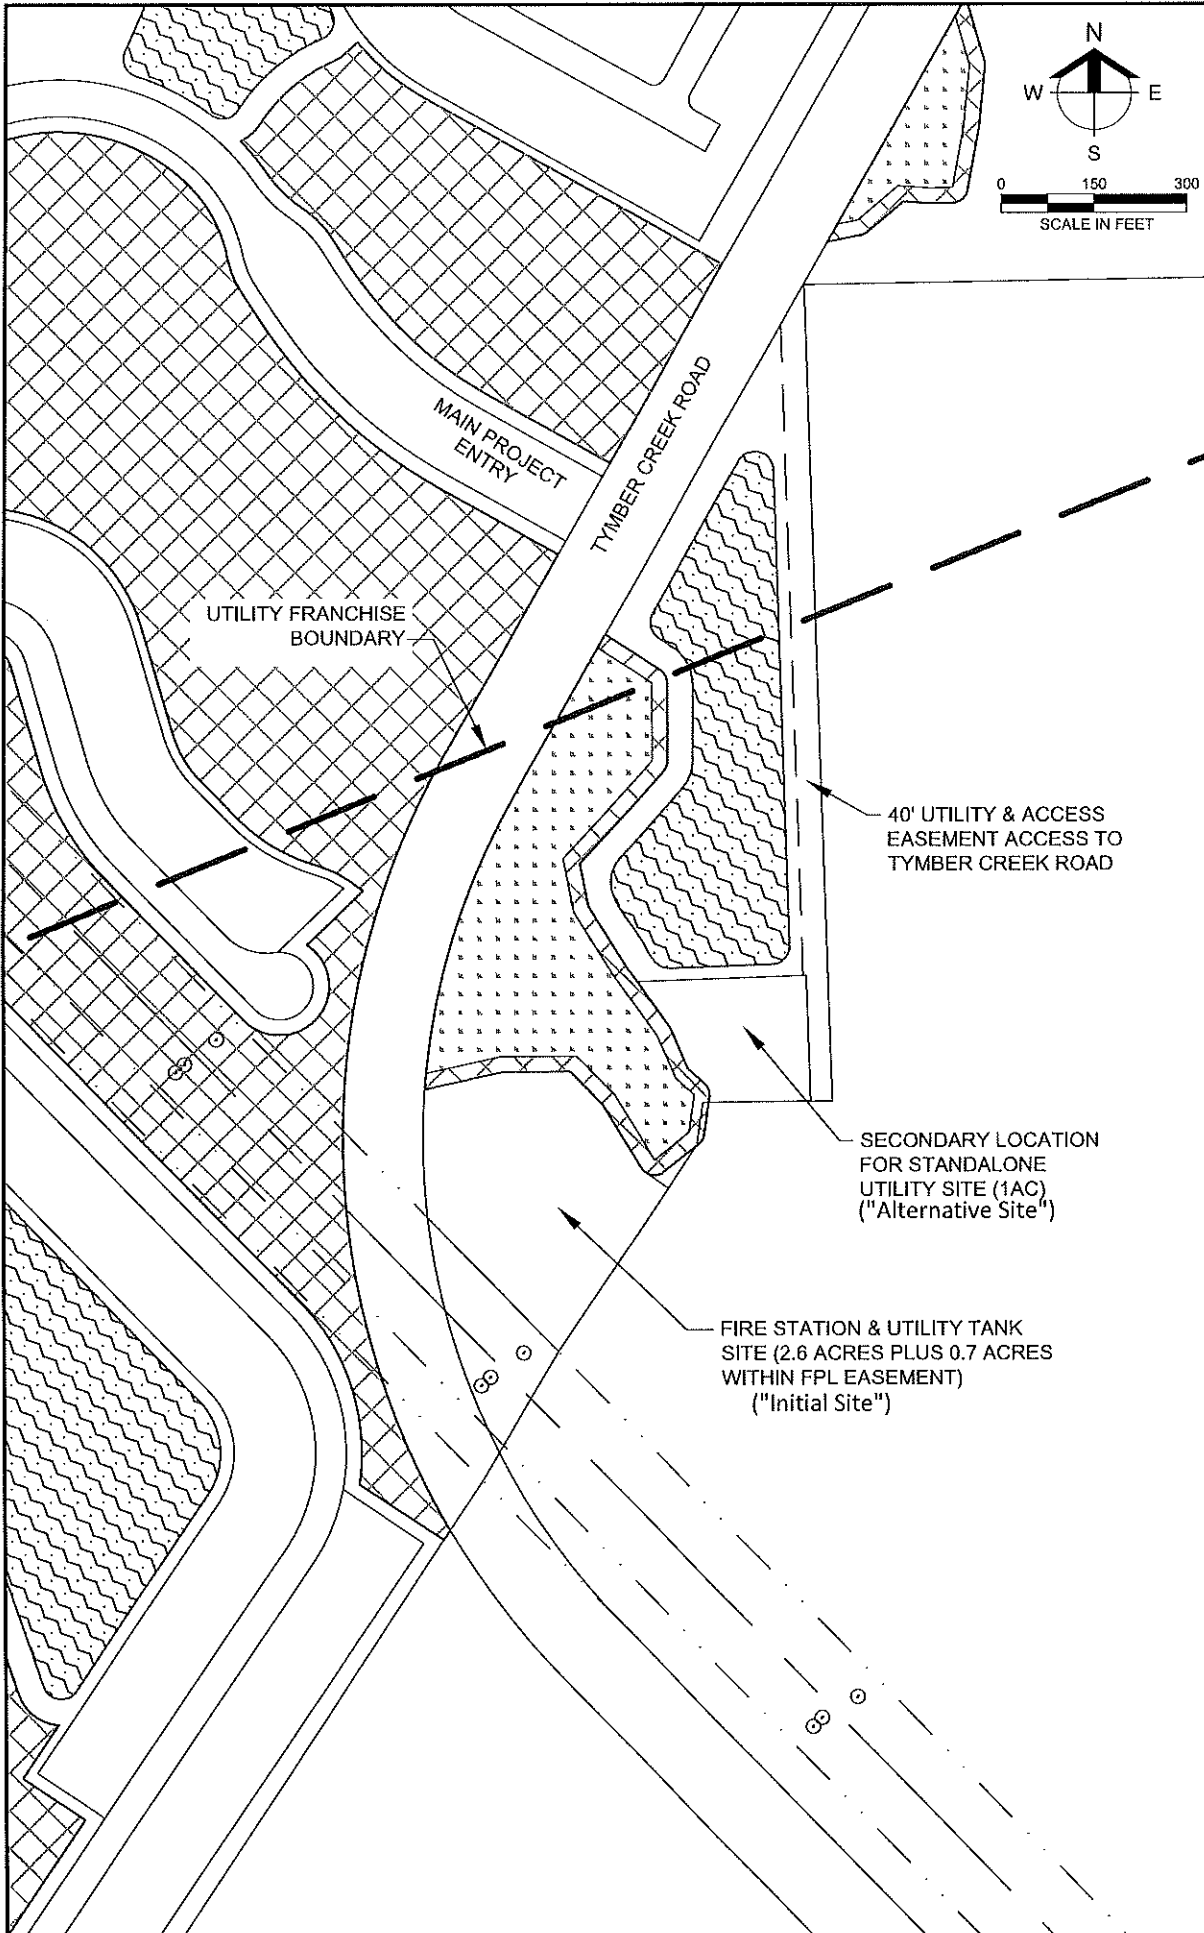 N
W E
S
0 150 300
SCALE IN FEET
MAIN PROJECT
ENTRY
TYMBER CREEK ROAD
UTILITY FRANCHISE
BOUNDARY
40' UTILITY & ACCESS
EASEMENT ACCESS TO
TYMBER CREEK ROAD
SECONDARY LOCATION
FOR STANDALONE
UTILITY SITE (1AC)
("Alternative Site")
FIRE STATION & UTILITY TANK
SITE (2.6 ACRES PLUS 0.7 ACRES
WITHIN FPL EASEMENT)
("Initial Site")